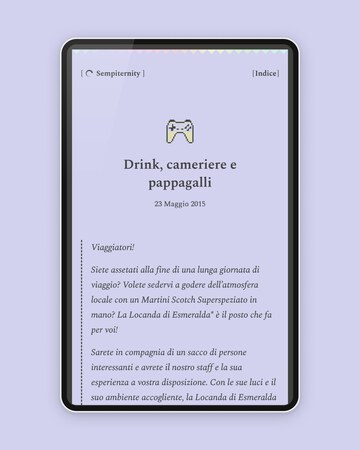 [ Sempiternity ]
[Indice]
Drink, cameriere e
pappagalli
23 Maggio 2015
Viaggiatori!
Siete assetati alla fine di una lunga giornata di
viaggio? Volete sedervi a godere dell'atmosfera
locale con un Martini Scotch Superspeziato in
mano? La Locanda di Esmeralda* è il posto che fa
per voi!
Sarete in compagnia di un sacco di persone
interessanti e avrete il nostro staff e la sua
esperienza a vostra disposizione. Con le sue luci e il
suo ambiente accogliente, la Locanda di Esmeralda